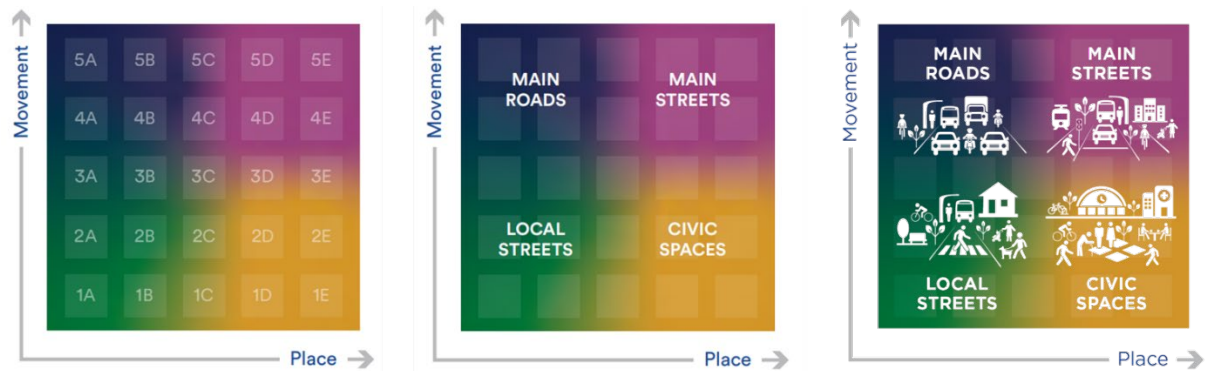 Movement
5A 5B 5C 5D 5E
4A 4B 4C 4D 4E
3A 3B 3C 3D 3E
2A 2B 2C 2D 2E
1A 1B 1C 1D 1E
Place
Movement
MAIN
ROADS
MAIN
STREETS
LOCAL
STREETS
CIVIC
SPACES
Place
Movement
MAIN
ROADS
MAIN
STREETS
LOCAL
STREETS
CIVIC
SPACES
Place